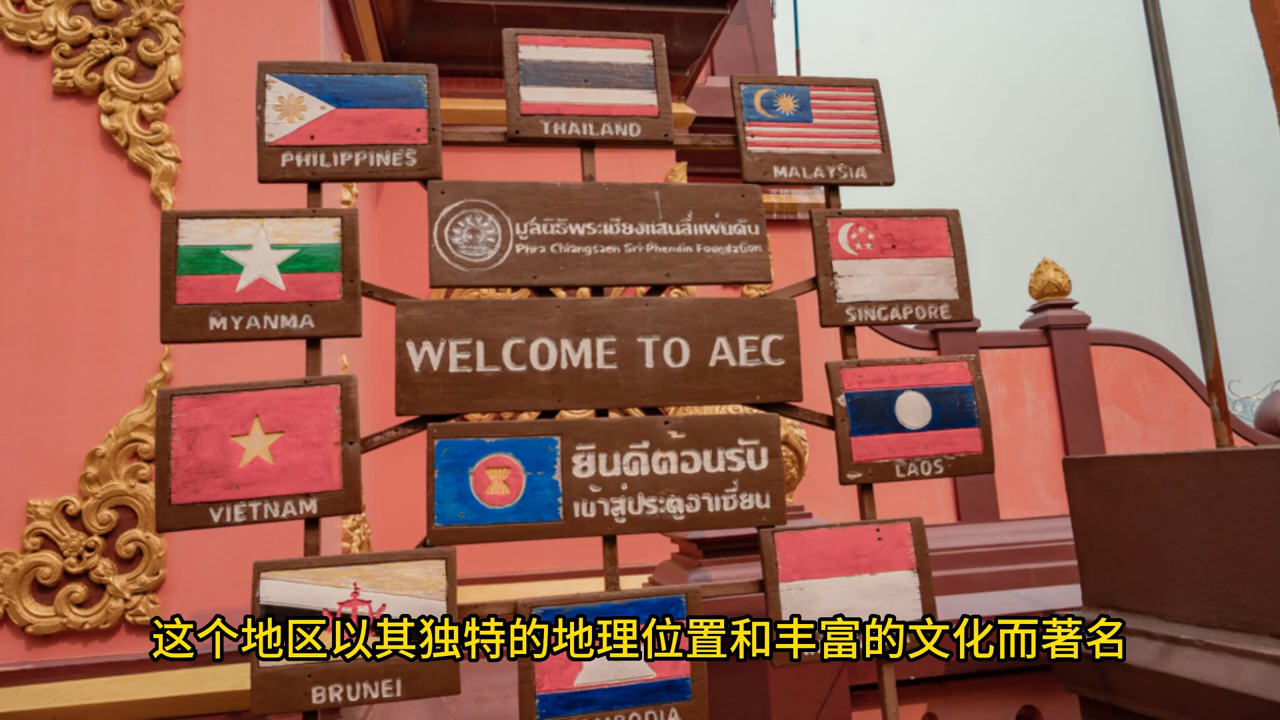 THAILAND
PHILIPPINES
MALAYSIA
มูลนิธิพระเชียงแสนสี่แผ่นดิน
Phra Chiangsaen Sri Phendin Foundation
MYANMA
SINGAPORE
WELCOME TO AEC
VIETNAM
LAOS
ยินดีต้อนรับ
เข้าสู่ประตูอาเซี่ยน
这个地区以其独特的地理位置和丰富的文化而著名
BRUNEI
CAMBODIA